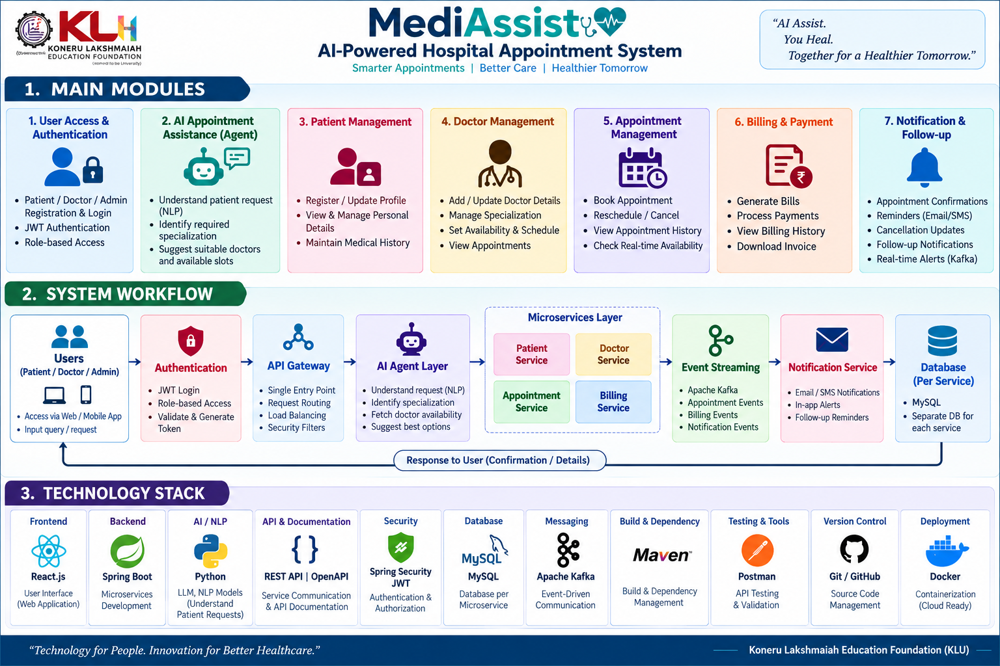 KLH
KONERU LAKSHMAIAH
EDUCATION FOUNDATION
MediAssist
AI-Powered Hospital Appointment System
Smarter Appointments | Better Care | Healthier Tomorrow
“AI Assist.
You Heal.
Together for a Healthier Tomorrow.”
1. MAIN MODULES
1. User Access &
Authentication
• Patient / Doctor / Admin
Registration & Login
• JWT Authentication
• Role-based Access
2. AI Appointment
Assistance (Agent)
• Understand patient request
(NLP)
• Identify required
specialization
• Suggest suitable doctors
and available slots
3. Patient Management
• Register / Update Profile
• View & Manage Personal
Details
• Maintain Medical History
4. Doctor Management
• Add / Update Doctor Details
• Manage Specialization
• Set Availability & Schedule
• View Appointments
5. Appointment
Management
• Book Appointment
• Reschedule / Cancel
• View Appointment History
• Check Real-time Availability
6. Billing & Payment
₹
• Generate Bills
• Process Payments
• View Billing History
• Download Invoice
7. Notification &
Follow-up
• Appointment Confirmations
• Reminders (Email/SMS)
• Cancellation Updates
• Follow-up Notifications
• Real-time Alerts (Kafka)
2. SYSTEM WORKFLOW
Users
(Patient / Doctor / Admin)
• Access via Web / Mobile App
• Input query / request
Authentication
• JWT Login
• Role-based Access
• Validate & Generate
Token
API Gateway
• Single Entry Point
• Request Routing
• Load Balancing
• Security Filters
AI Agent Layer
• Understand request (NLP)
• Identify specialization
• Fetch doctor availability
• Suggest best options
Microservices Layer
Patient
Service
Doctor
Service
Appointment
Service
Billing
Service
Event Streaming
• Apache Kafka
• Appointment Events
• Billing Events
• Notification Events
Notification Service
• Email / SMS Notifications
• In-app Alerts
• Follow-up Reminders
Database
(Per Service)
• MySQL
• Separate DB for
each service
Response to User (Confirmation / Details)
3. TECHNOLOGY STACK
Frontend
React.js
User Interface
(Web Application)
Backend
Spring Boot
Microservices
Development
AI / NLP
Python
LLM, NLP Models
(Understand
Patient Requests)
API & Documentation
{ }
REST API | OpenAPI
Service Communication
& API Documentation
Security
Spring Security
JWT
Authentication &
Authorization
Database
MySQL
MySQL
Database per
Microservice
Messaging
Apache Kafka
Event-Driven
Communication
Build & Dependency
Maven™
Build & Dependency
Management
Testing & Tools
Postman
API Testing
& Validation
Version Control
Git / GitHub
Source Code
Management
Deployment
Docker
Containerization
(Cloud Ready)
“Technology for People. Innovation for Better Healthcare.”
Koneru Lakshmaiah Education Foundation (KLU)